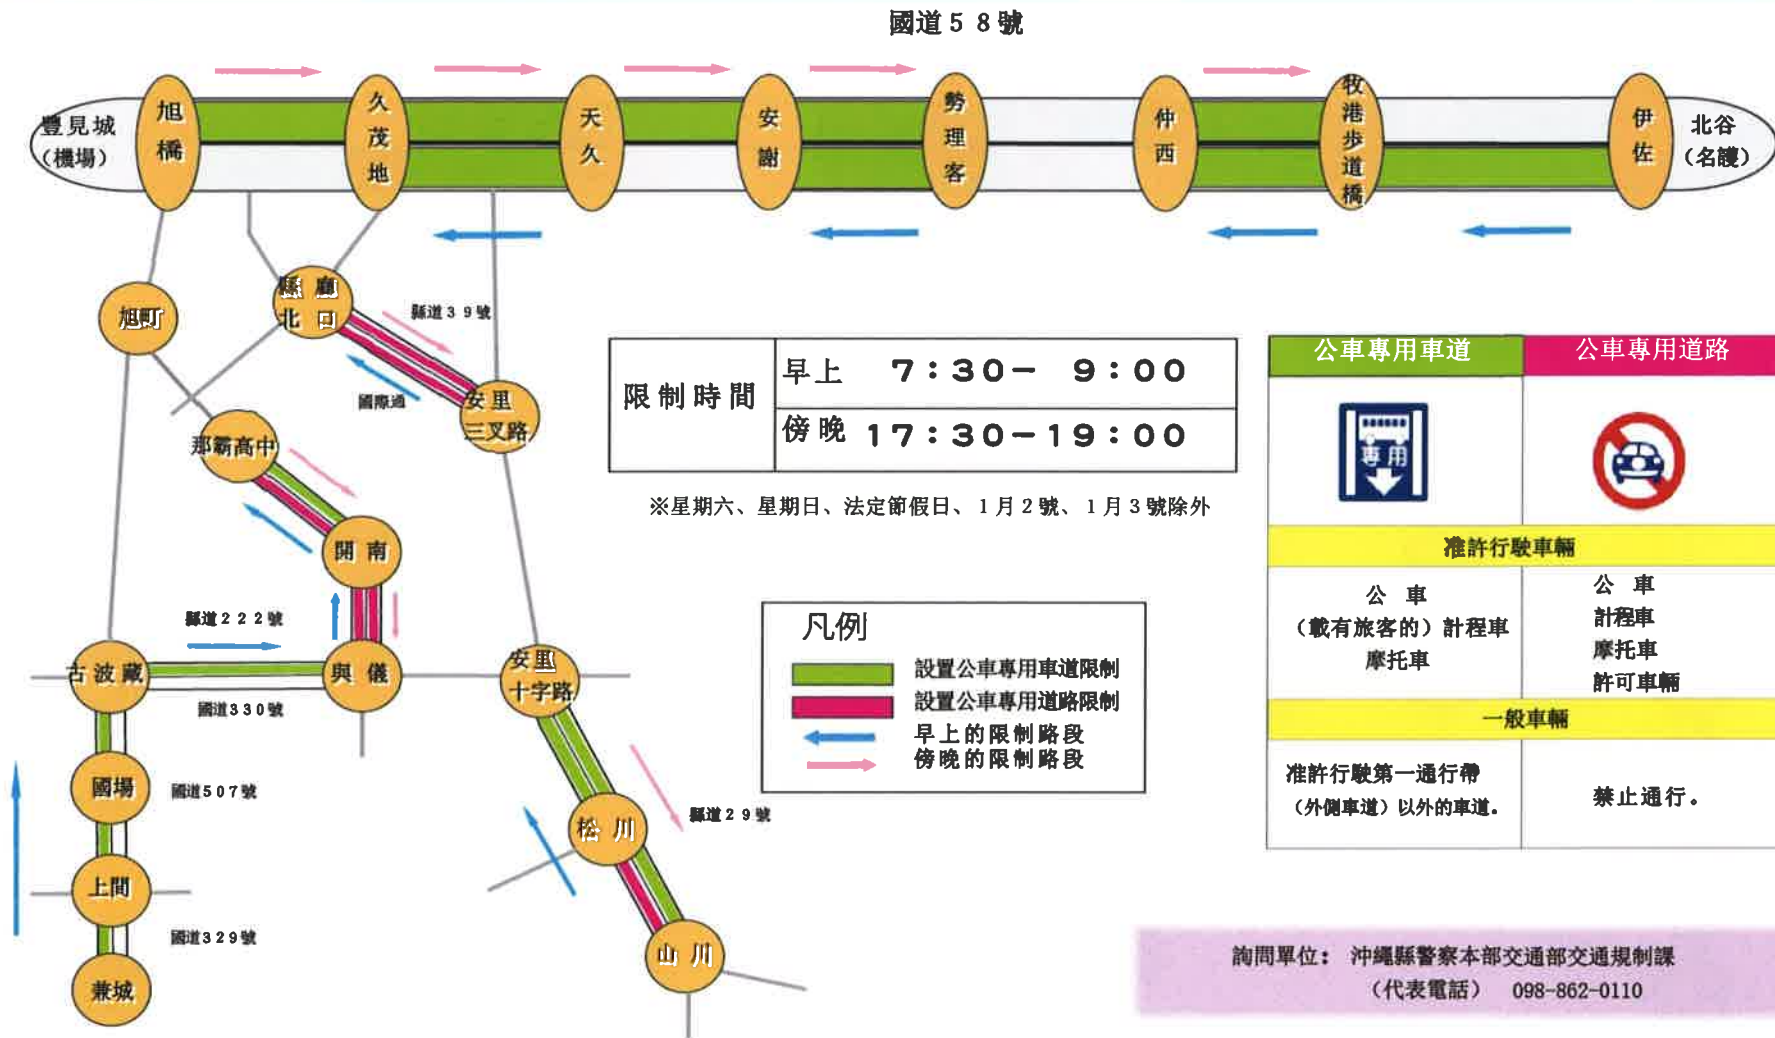 國道58號
豐見城
（機場）
旭橋
久茂地
天久
安謝
勢理客
仲西
牧港步道橋
伊佐
北谷
（名護）
旭町
縣廳
北口
縣道39號
國際通
安里
三叉路
那霸高中
開南
縣道222號
古波藏
與儀
國道330號
安里
十字路
國場
國道507號
松川
縣道29號
上間
國道329號
兼城
山川
限制時間
早上 7：30－ 9：00
傍晚 17：30－19：00
※星期六、星期日、法定節假日、1月2號、1月3號除外
凡例
設置公車專用車道限制
設置公車專用道路限制
早上的限制路段
傍晚的限制路段
公車專用車道
公車專用道路
専用
准許行駛車輛
公 車
（載有旅客的）計程車
摩托車
公 車
計程車
摩托車
許可車輛
一般車輛
准許行駛第一通行帶
（外側車道）以外的車道。
禁止通行。
詢問單位： 沖繩縣警察本部交通部交通規制課
（代表電話） 098-862-0110